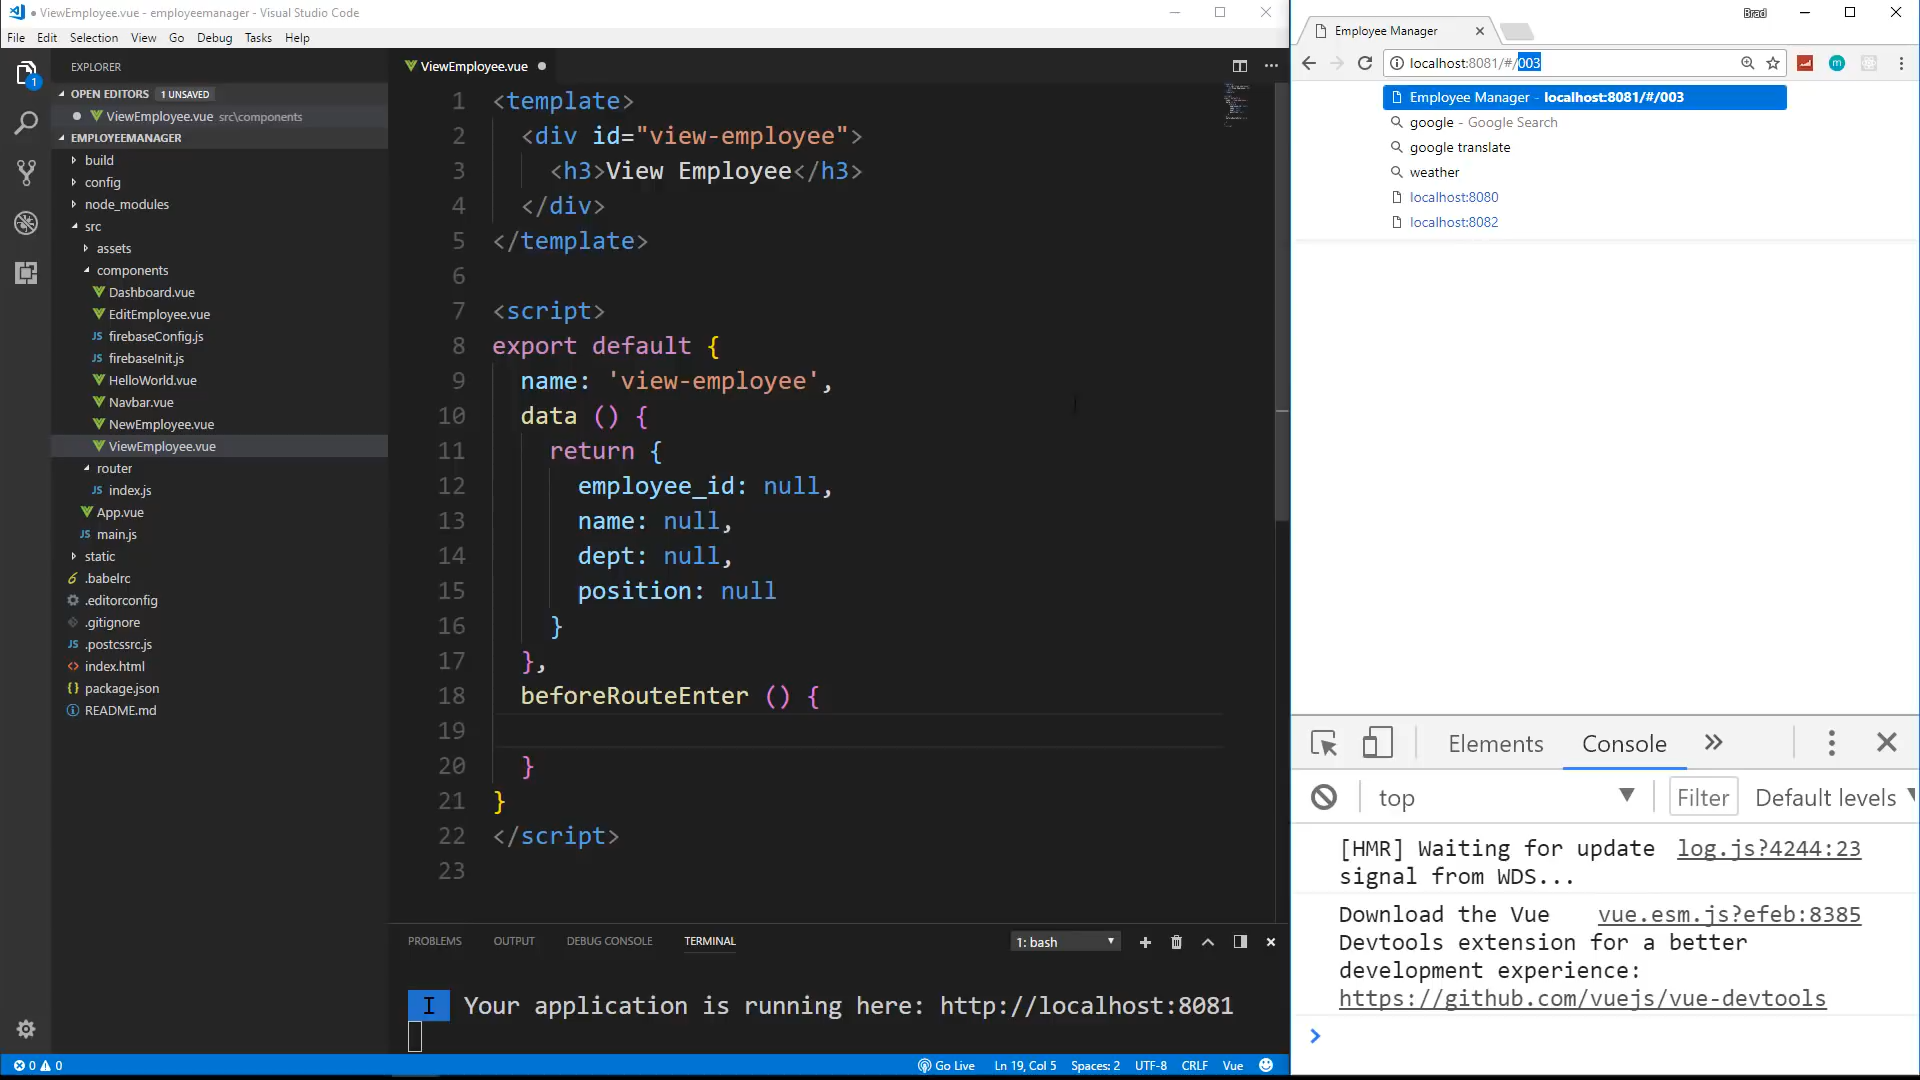 ViewEmployee.vue - employeemanager - Visual Studio Code
File Edit Selection View Go Debug Tasks Help
1
EXPLORER
OPEN EDITORS 1 UNSAVED
ViewEmployee.vue src\components
EMPLOYEEMANAGER
build
config
node_modules
src
assets
components
Dashboard.vue
EditEmployee.vue
JS firebaseConfig.js
JS firebaseInit.js
HelloWorld.vue
Navbar.vue
NewEmployee.vue
ViewEmployee.vue
router
JS index.js
App.vue
JS main.js
static
.babelrc
.editorconfig
.gitignore
JS .postcssrc.js
<> index.html
{} package.json
README.md
ViewEmployee.vue
1 <template>
2 <div id="view-employee">
3 <h3>View Employee</h3>
4 </div>
5 </template>
6
7 <script>
8 export default {
9 name: 'view-employee',
10 data () {
11 return {
12 employee_id: null,
13 name: null,
14 dept: null,
15 position: null
16 }
17 },
18 beforeRouteEnter () {
19
20 }
21 }
22 </script>
23
PROBLEMS OUTPUT DEBUG CONSOLE TERMINAL 1: bash
I Your application is running here: http://localhost:8081
0 0 Go Live Ln 19, Col 5 Spaces: 2 UTF-8 CRLF Vue
Brad
Employee Manager
localhost:8081/#/003
Employee Manager - localhost:8081/#/003
google - Google Search
google translate
weather
localhost:8080
localhost:8082
Elements Console
top Filter Default levels
[HMR] Waiting for update log.js?4244:23
signal from WDS...
Download the Vue vue.esm.js?efeb:8385
Devtools extension for a better
development experience:
https://github.com/vuejs/vue-devtools